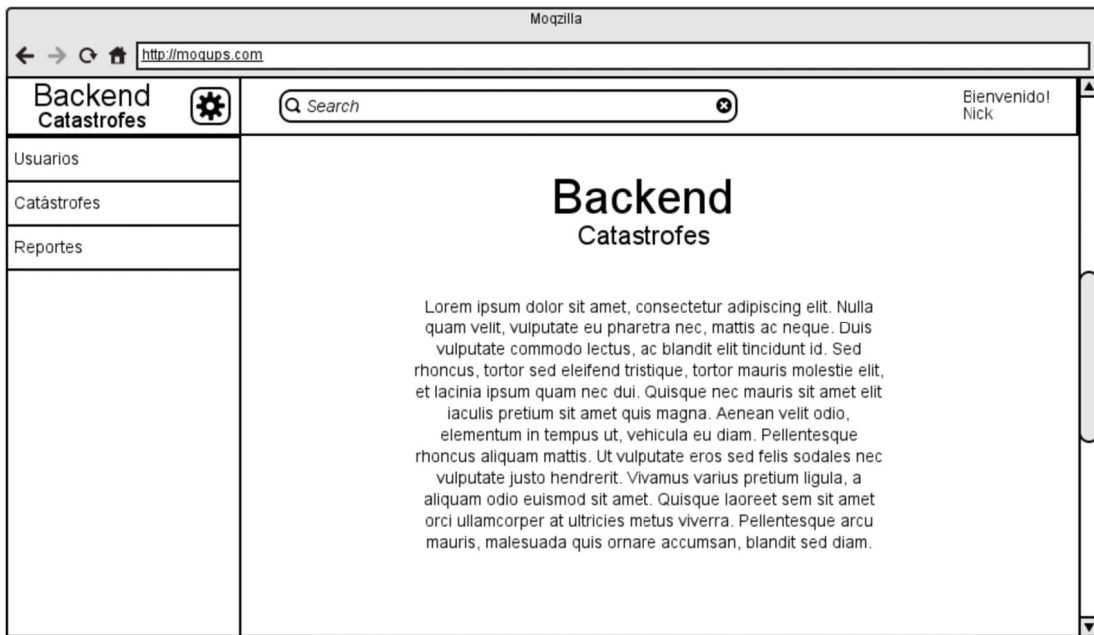 Moqzilla
http://moqups.com
Backend
Catastrofes
Search
Bienvenido!
Nick
Usuarios
Catástrofes
Reportes
Backend
Catastrofes
Lorem ipsum dolor sit amet, consectetur adipiscing elit. Nulla
quam velit, vulputate eu pharetra nec, mattis ac neque. Duis
vulputate commodo lectus, ac blandit elit tincidunt id. Sed
rhoncus, tortor sed eleifend tristique, tortor mauris molestie elit,
et lacinia ipsum quam nec dui. Quisque nec mauris sit amet elit
iaculis pretium sit amet quis magna. Aenean velit odio,
elementum in tempus ut, vehicula eu diam. Pellentesque
rhoncus aliquam mattis. Ut vulputate eros sed felis sodales nec
vulputate justo hendrerit. Vivamus varius pretium ligula, a
aliquam odio euismod sit amet. Quisque laoreet sem sit amet
orci ullamcorper at ultricies metus viverra. Pellentesque arcu
mauris, malesuada quis ornare accumsan, blandit sed diam.